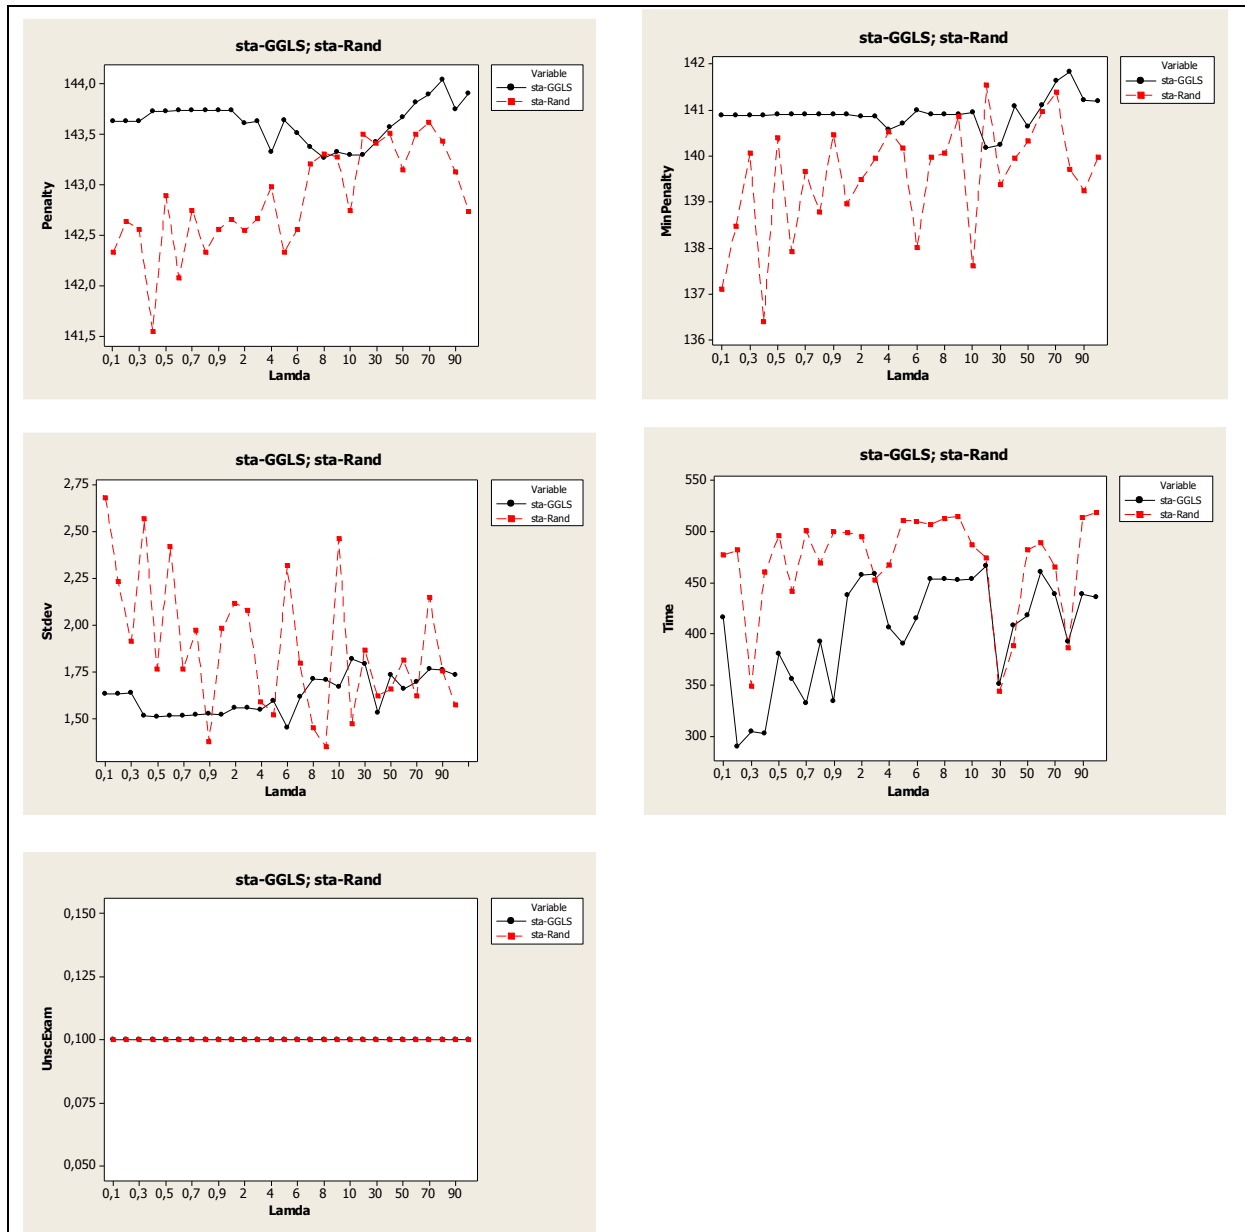 sta-GGLS; sta-Rand
144,0
143,5
143,0
142,5
142,0
141,5
Penalty
0,1 0,3 0,5 0,7 0,9 2 4 6 8 10 30 50 70 90
Lamda
Variable
sta-GGLS
sta-Rand
sta-GGLS; sta-Rand
142
141
140
139
138
137
136
MinPenalty
0,1 0,3 0,5 0,7 0,9 2 4 6 8 10 30 50 70 90
Lamda
Variable
sta-GGLS
sta-Rand
sta-GGLS; sta-Rand
2,75
2,50
2,25
2,00
1,75
1,50
Stdev
0,1 0,3 0,5 0,7 0,9 2 4 6 8 10 30 50 70 90
Lamda
Variable
sta-GGLS
sta-Rand
sta-GGLS; sta-Rand
550
500
450
400
350
300
Time
0,1 0,3 0,5 0,7 0,9 2 4 6 8 10 30 50 70 90
Lamda
Variable
sta-GGLS
sta-Rand
sta-GGLS; sta-Rand
0,150
0,125
0,100
0,075
0,050
UnscExam
0,1 0,3 0,5 0,7 0,9 2 4 6 8 10 30 50 70 90
Lamda
Variable
sta-GGLS
sta-Rand